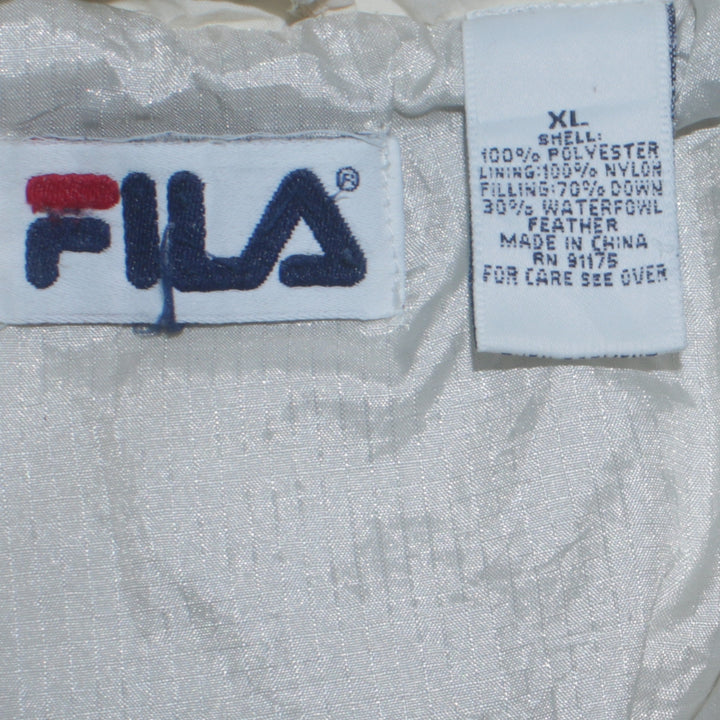 FILA®
XL
SHELL:
100% POLYESTER
LINING:100% NYLON
FILLING:70% DOWN
30% WATERFOWL
FEATHER
MADE IN CHINA
RN 91175
FOR CARE SEE OVER